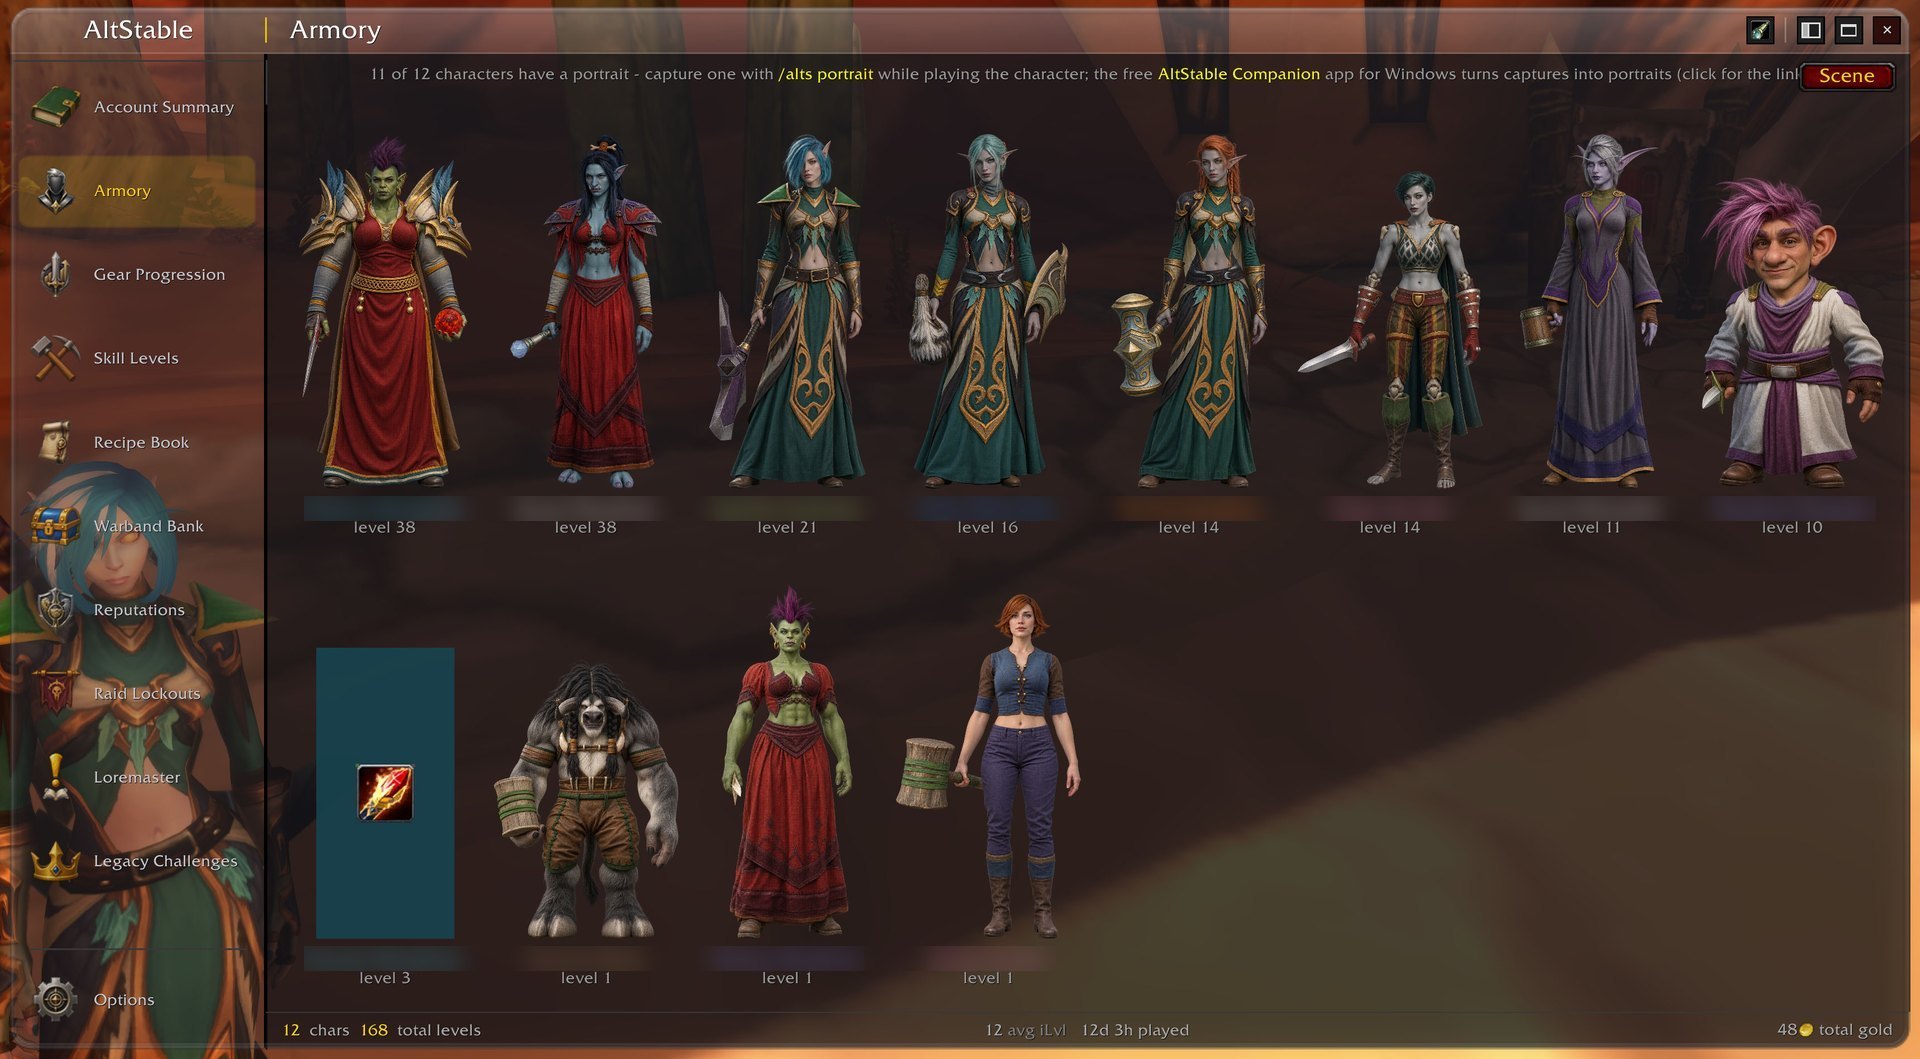 AltStable
Armory
11 of 12 characters have a portrait - capture one with /alts portrait while playing the character; the free AltStable Companion app for Windows turns captures into portraits (click for the link
Scene
Account Summary
Armory
Gear Progression
Skill Levels
Recipe Book
Warband Bank
Reputations
Raid Lockouts
Loremaster
Legacy Challenges
Options
level 38
level 38
level 21
level 16
level 14
level 14
level 11
level 10
level 3
level 1
level 1
level 1
12 chars 168 total levels
12 avg iLvl 12d 3h played
48 total gold